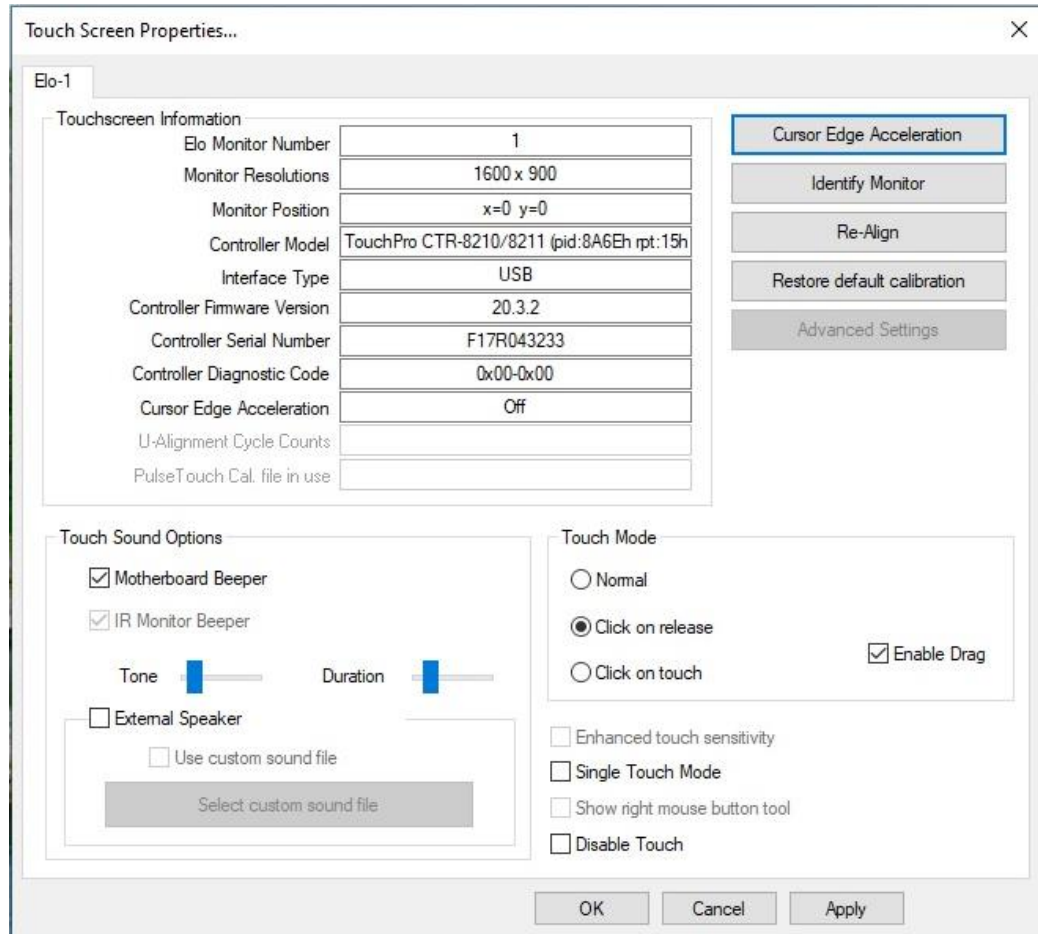 Touch Screen Properties...
Elo-1
Touchscreen Information
Elo Monitor Number 1
Monitor Resolutions 1600 x 900
Monitor Position x=0 y=0
Controller Model TouchPro CTR-8210/8211 (pid:8A6Eh rpt:15h
Interface Type USB
Controller Firmware Version 20.3.2
Controller Serial Number F17R043233
Controller Diagnostic Code 0x00-0x00
Cursor Edge Acceleration Off
U-Alignment Cycle Counts
PulseTouch Cal. file in use
Cursor Edge Acceleration
Identify Monitor
Re-Align
Restore default calibration
Advanced Settings
Touch Sound Options
Motherboard Beeper
IR Monitor Beeper
Tone Duration
External Speaker
Use custom sound file
Select custom sound file
Touch Mode
Normal
Click on release
Click on touch
Enable Drag
Enhanced touch sensitivity
Single Touch Mode
Show right mouse button tool
Disable Touch
OK Cancel Apply